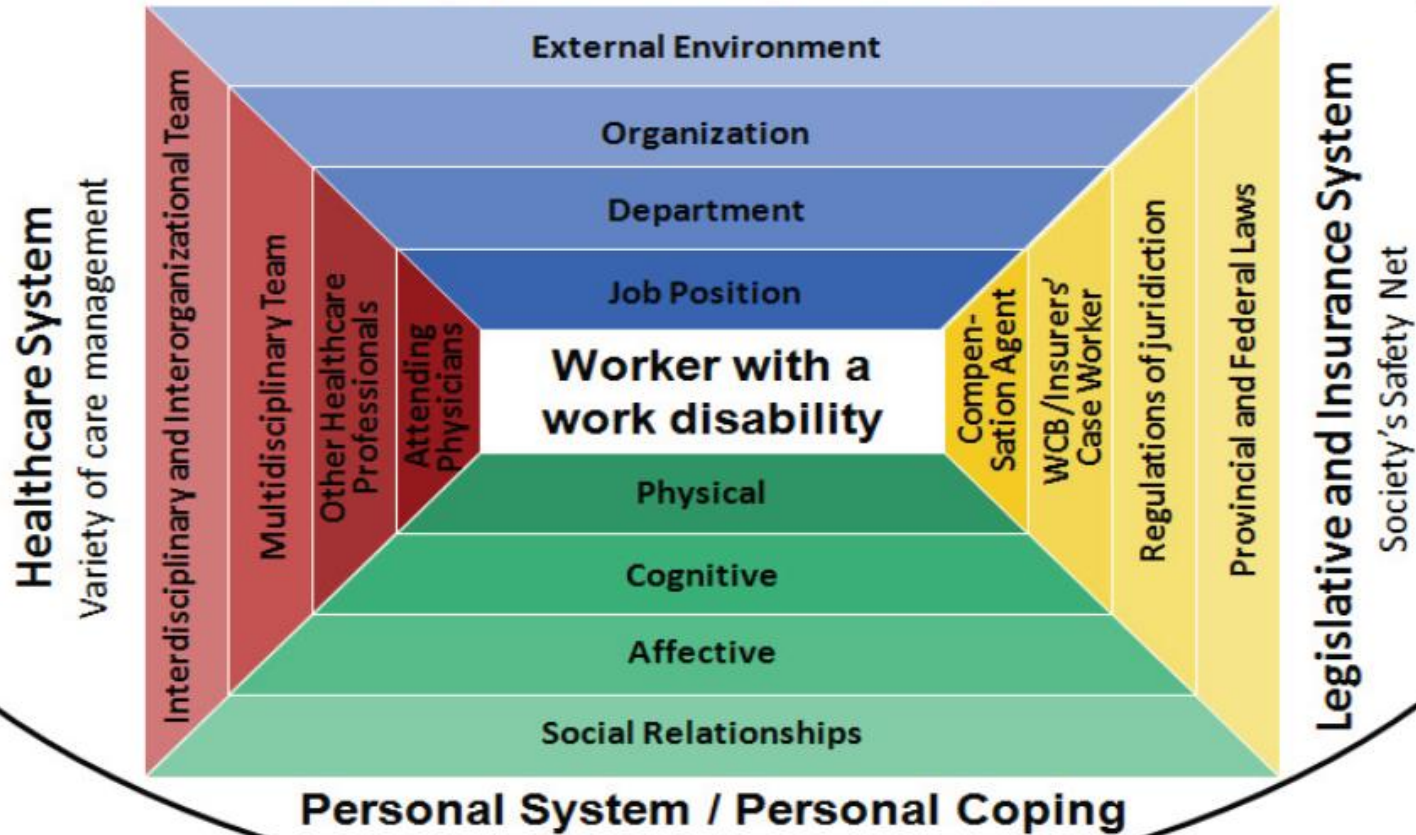 External Environment
Organization
Department
Job Position
Healthcare System
Variety of care management
Interdisciplinary and Interorganizational Team
Multidisciplinary Team
Other Healthcare
Professionals
Attending
Physicians
Worker with a
work disability
Compen-
Sation Agent
WCB/Insurers’
Case Worker
Regulations of juridiction
Provincial and Federal Laws
Legislative and Insurance System
Society’s Safety Net
Physical
Cognitive
Affective
Social Relationships
Personal System / Personal Coping